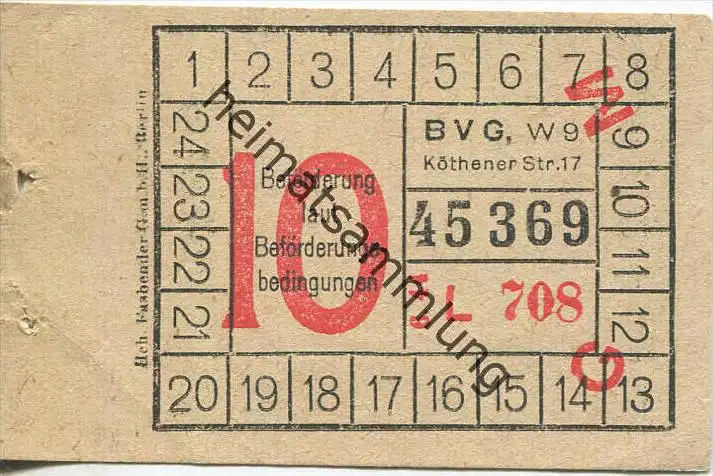 1 2 3 4 5 6 7 8
W
24 23 22 21
9 10 11 12
10
Beförderung
laut
Beförderungs
bedingungen
BVG, W 9
Köthener Str. 17
45369
708
G
20 19 18 17 16 15 14 13
Hch. Fasbender G.m.b.H., Berlin
heimatsammlung